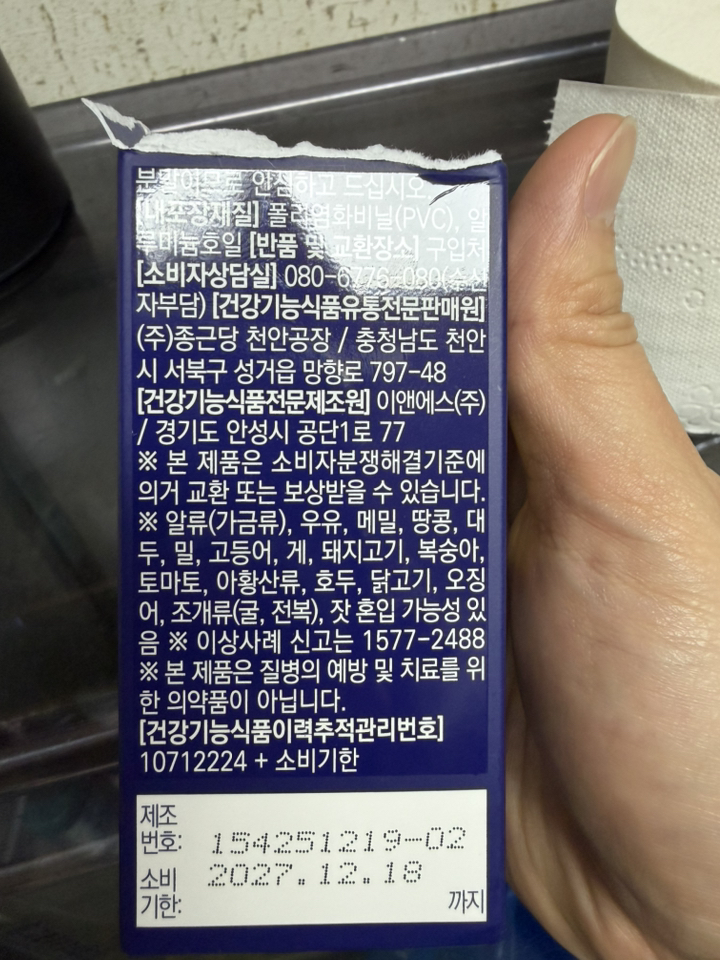 분말이므로 안심하고 드십시오.
[내포장재질] 폴리염화비닐(PVC), 알
루미늄호일 [반품 및 교환장소] 구입처
[소비자상담실] 080-6776-080(수신
자부담) [건강기능식품유통전문판매원]
(주)종근당 천안공장 / 충청남도 천안
시 서북구 성거읍 망향로 797-48
[건강기능식품전문제조원] 이앤에스(주)
/ 경기도 안성시 공단1로 77
※ 본 제품은 소비자분쟁해결기준에
의거 교환 또는 보상받을 수 있습니다.
※ 알류(가금류), 우유, 메밀, 땅콩, 대
두, 밀, 고등어, 게, 돼지고기, 복숭아,
토마토, 아황산류, 호두, 닭고기, 오징
어, 조개류(굴, 전복), 잣 혼입 가능성 있
음 ※ 이상사례 신고는 1577-2488
※ 본 제품은 질병의 예방 및 치료를 위
한 의약품이 아닙니다.
[건강기능식품이력추적관리번호]
10712224 + 소비기한
제조
번호: 154251219-02
소비 2027.12.18
기한: 까지